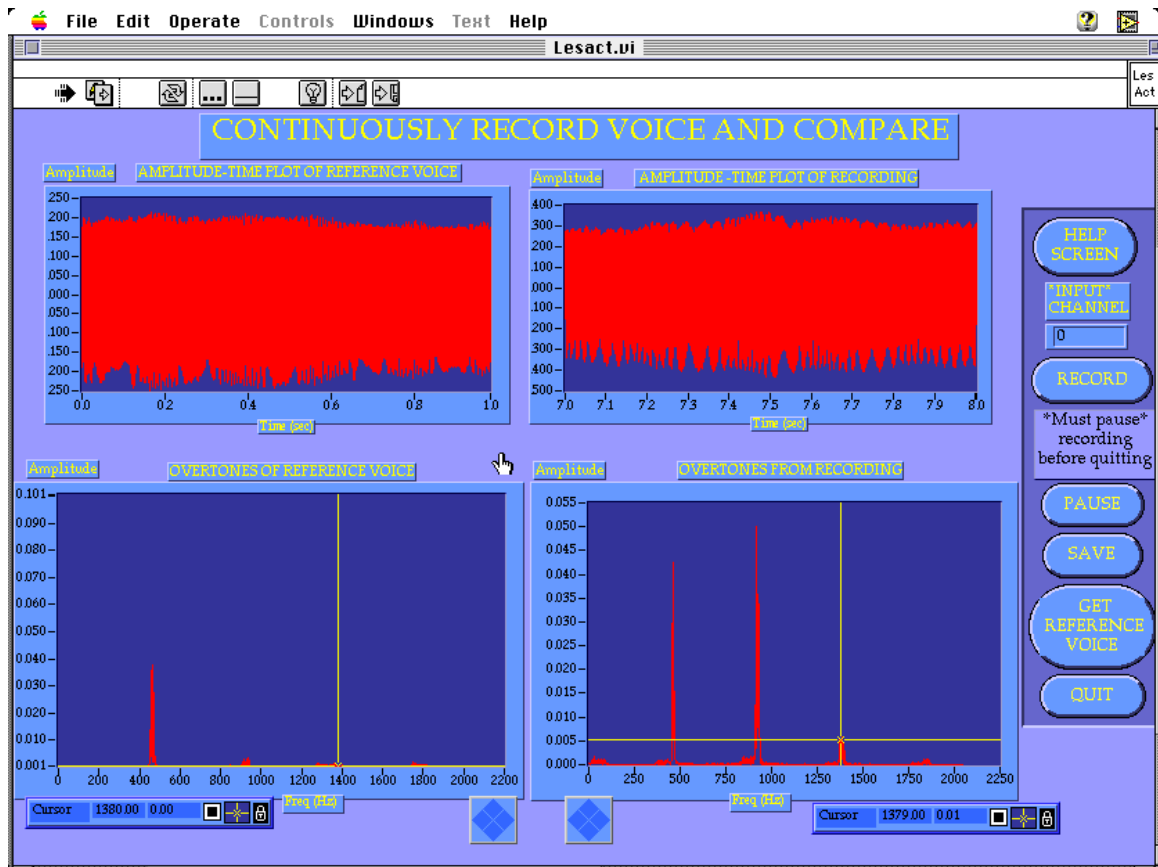 File Edit Operate Controls Windows Text Help
Lesact.vi
Les
Act
CONTINUOUSLY RECORD VOICE AND COMPARE
Amplitude AMPLITUDE-TIME PLOT OF REFERENCE VOICE
.250
.200
.150
.100
.050
.000
.050
.100
.150
.200
.250
0.0 0.2 0.4 0.6 0.8 1.0
Time (sec)
Amplitude AMPLITUDE-TIME PLOT OF RECORDING
.400
.300
.200
.100
.000
.100
.200
.300
.400
.500
7.0 7.1 7.2 7.3 7.4 7.5 7.6 7.7 7.8 7.9 8.0
Time (sec)
HELP
SCREEN
*INPUT*
CHANNEL
0
RECORD
*Must pause*
recording
before quitting
PAUSE
SAVE
GET
REFERENCE
VOICE
QUIT
Amplitude OVERTONES OF REFERENCE VOICE
0.101
0.090
0.080
0.070
0.060
0.050
0.040
0.030
0.020
0.010
0.001
0 200 400 600 800 1000 1200 1400 1600 1800 2000 2200
Freq (Hz)
Cursor 1380.00 0.00
Amplitude OVERTONES FROM RECORDING
0.055
0.050
0.045
0.040
0.035
0.030
0.025
0.020
0.015
0.010
0.005
0.000
0 250 500 750 1000 1250 1500 1750 2000 2250
Freq (Hz)
Cursor 1379.00 0.01